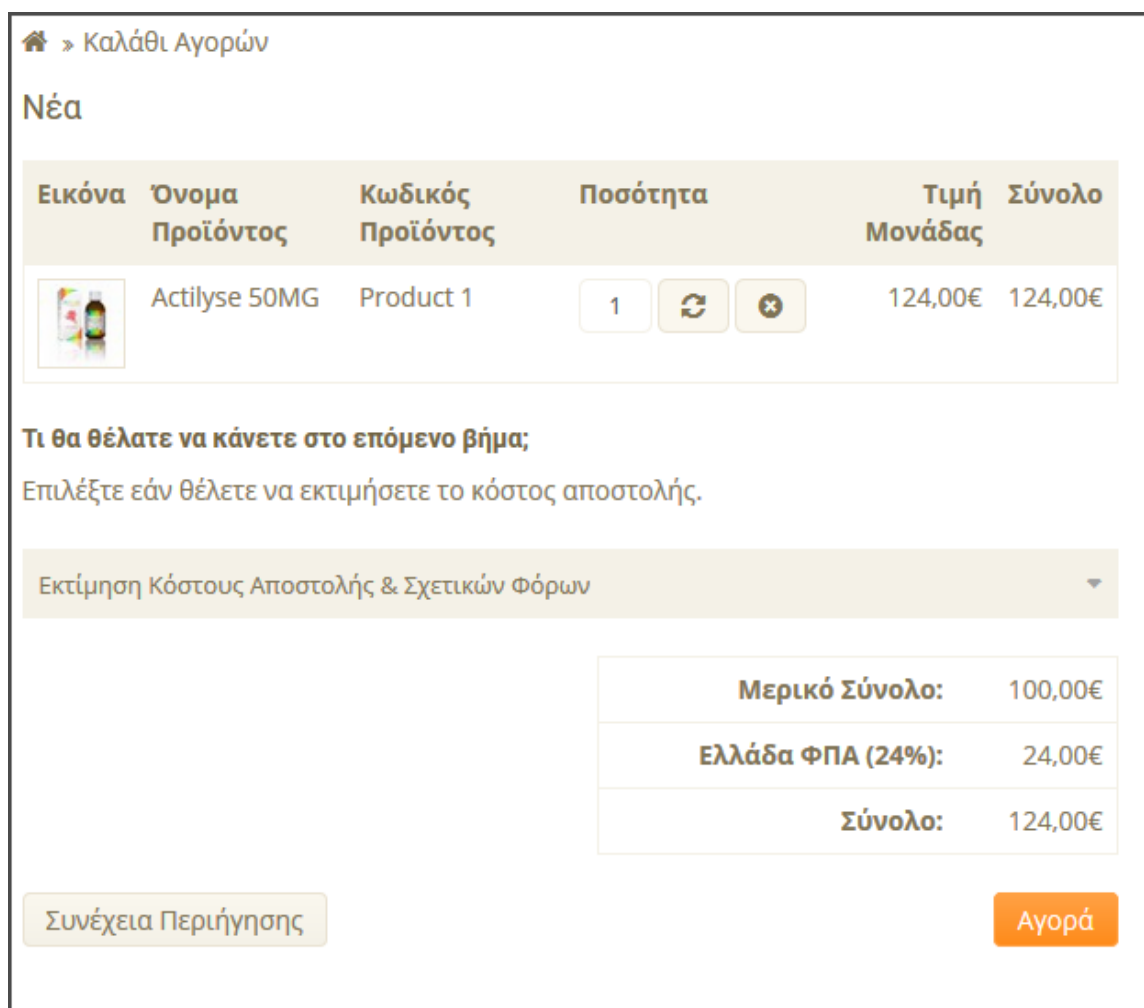 » Καλάθι Αγορών
Νέα
Εικόνα Όνομα Προϊόντος Κωδικός Προϊόντος Ποσότητα Τιμή Μονάδας Σύνολο
Actilyse 50MG Product 1 1 124,00€ 124,00€
Τι θα θέλατε να κάνετε στο επόμενο βήμα;
Επιλέξτε εάν θέλετε να εκτιμήσετε το κόστος αποστολής.
Εκτίμηση Κόστους Αποστολής & Σχετικών Φόρων
Μερικό Σύνολο: 100,00€
Ελλάδα ΦΠΑ (24%): 24,00€
Σύνολο: 124,00€
Συνέχεια Περιήγησης Αγορά